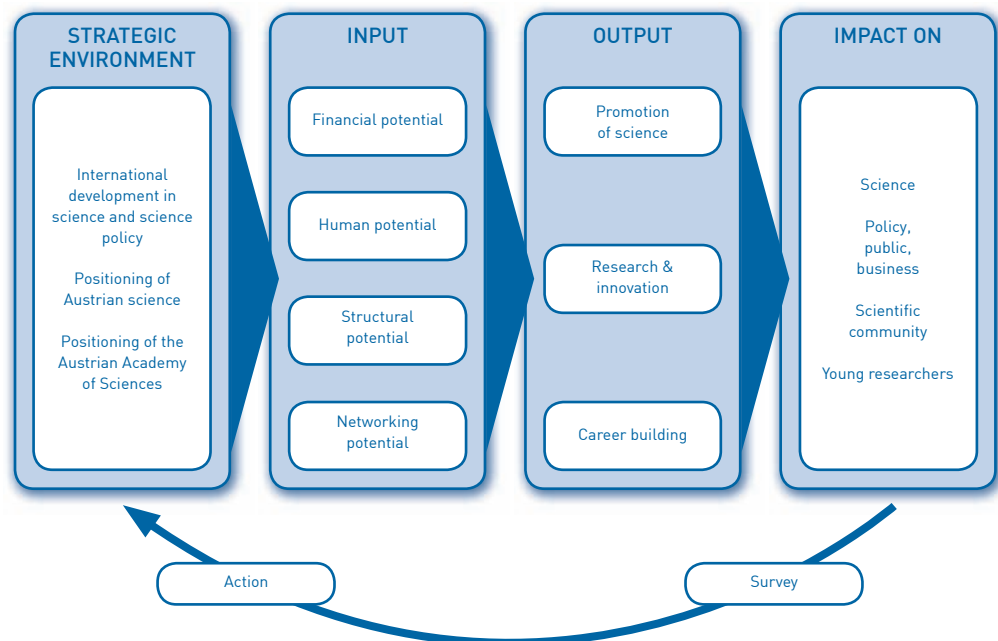 STRATEGIC
ENVIRONMENT
International
development in
science and science
policy
Positioning of
Austrian science
Positioning of the
Austrian Academy
of Sciences
INPUT
Financial potential
Human potential
Structural
potential
Networking
potential
OUTPUT
Promotion
of science
Research &
innovation
Career building
IMPACT ON
Science
Policy,
public,
business
Scientific
community
Young researchers
Action
Survey